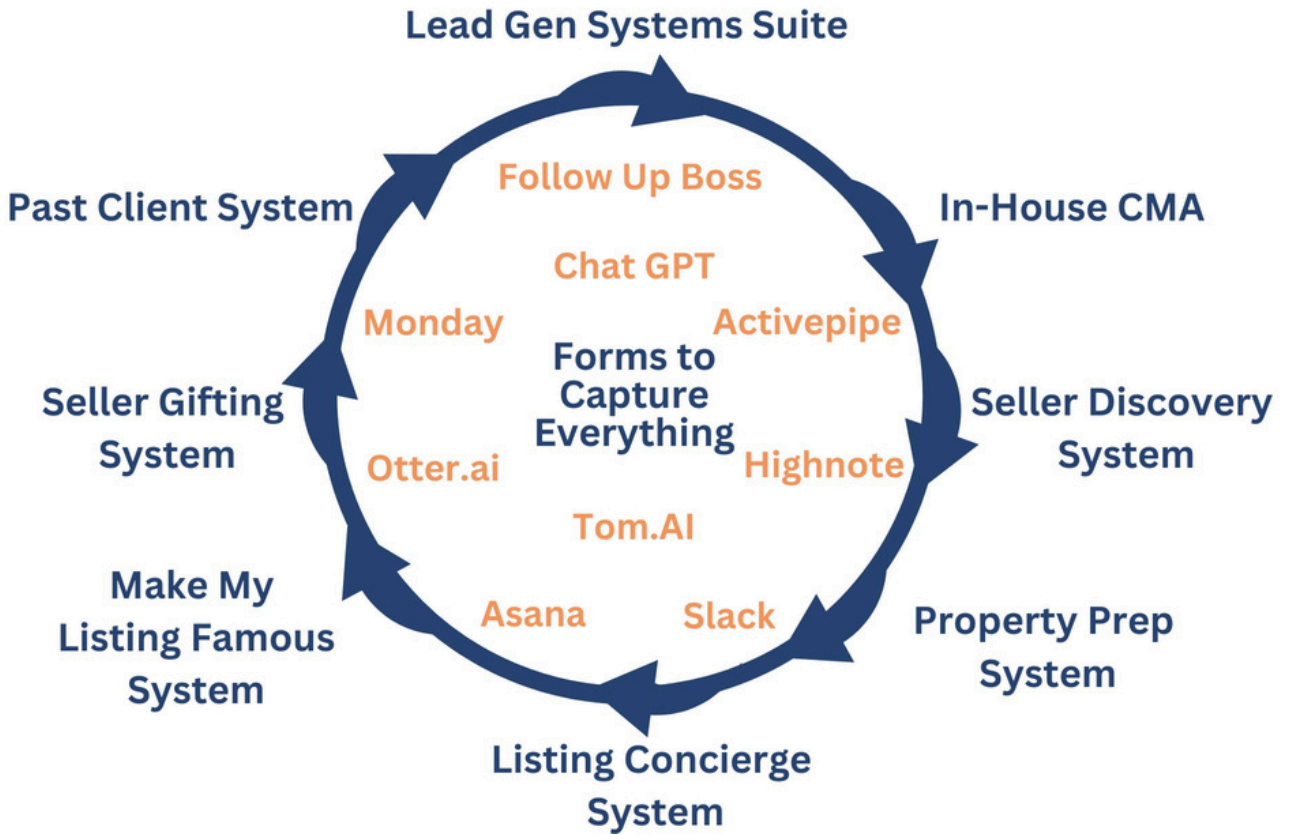 Lead Gen Systems Suite
Follow Up Boss
Past Client System
In-House CMA
Chat GPT
Monday
Activepipe
Forms to
Capture
Everything
Seller Gifting
System
Seller Discovery
System
Otter.ai
Highnote
Tom.AI
Make My
Listing Famous
System
Asana
Slack
Property Prep
System
Listing Concierge
System